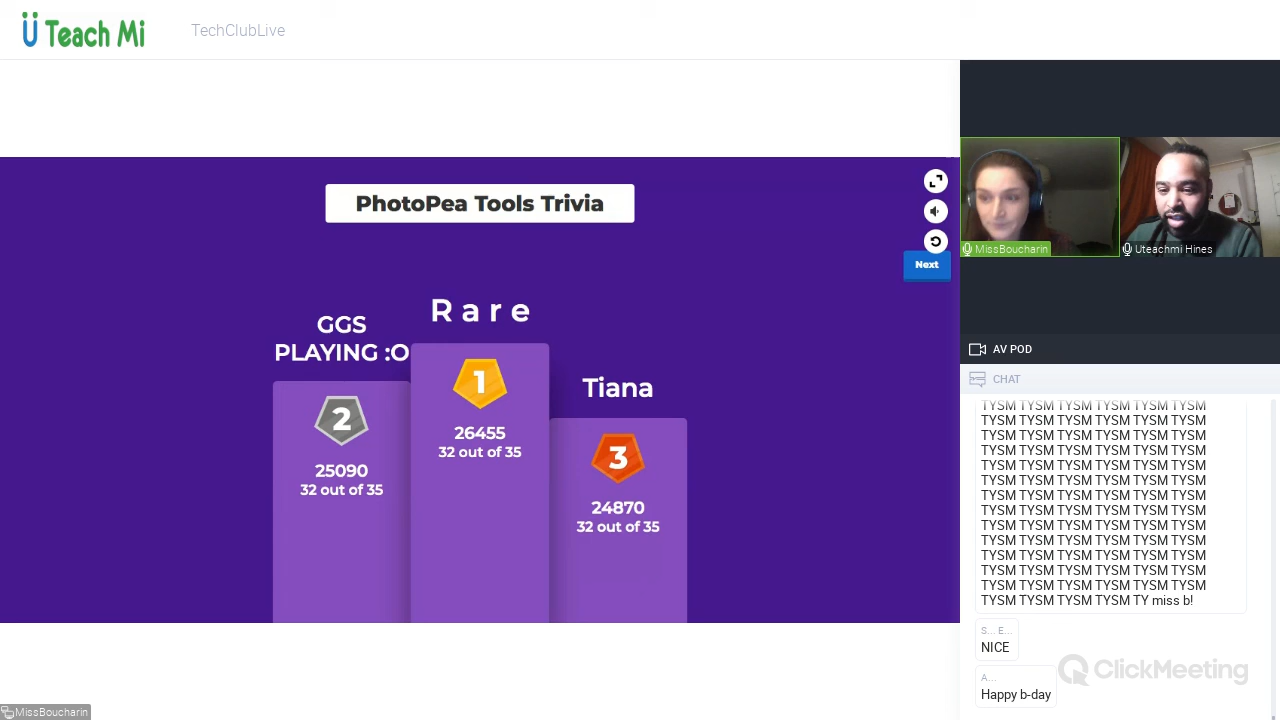 Ü Teach Mi
TechClubLive
PhotoPea Tools Trivia
Next
GGS
PLAYING :O
R a r e
Tiana
2
1
3
25090
32 out of 35
26455
32 out of 35
24870
32 out of 35
MissBoucharin
Uteachmi Hines
AV POD
CHAT
TYSM TYSM TYSM TYSM TYSM TYSM
TYSM TYSM TYSM TYSM TYSM TYSM
TYSM TYSM TYSM TYSM TYSM TYSM
TYSM TYSM TYSM TYSM TYSM TYSM
TYSM TYSM TYSM TYSM TYSM TYSM
TYSM TYSM TYSM TYSM TYSM TYSM
TYSM TYSM TYSM TYSM TYSM TYSM
TYSM TYSM TYSM TYSM TYSM TYSM
TYSM TYSM TYSM TYSM TYSM TYSM
TYSM TYSM TYSM TYSM TYSM TYSM
TYSM TYSM TYSM TYSM TYSM TYSM
TYSM TYSM TYSM TYSM TYSM TYSM
TYSM TYSM TYSM TYSM TYSM TYSM
TYSM TYSM TYSM TYSM TY miss b!
S... E...
NICE
A...
Happy b-day
ClickMeeting
MissBoucharin